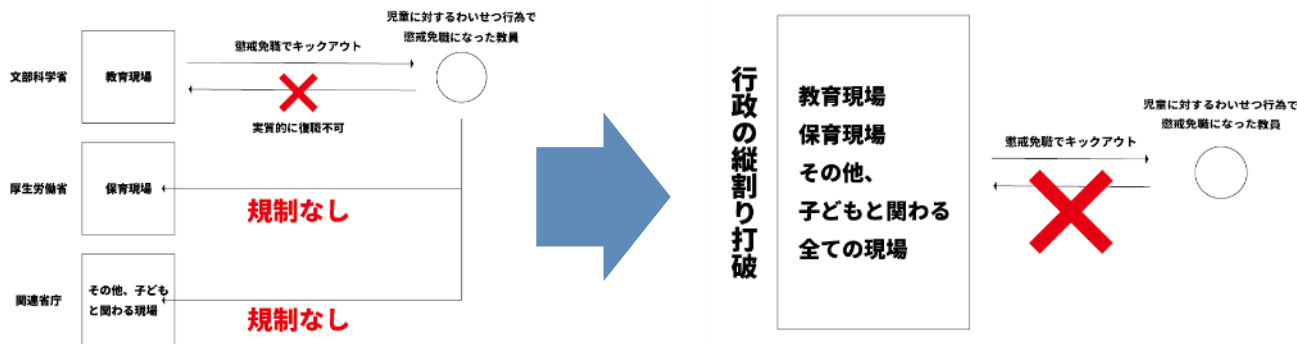 児童に対するわいせつ行為で
懲戒免職になった教員
懲戒免職でキックアウト
文部科学省
教育現場
実質的に復職不可
厚生労働省
保育現場
規制なし
関連省庁
その他、子ども
と関わる現場
規制なし
行政の縦割り打破
教育現場
保育現場
その他、
子どもと関わる
全ての現場
懲戒免職でキックアウト
児童に対するわいせつ行為で
懲戒免職になった教員